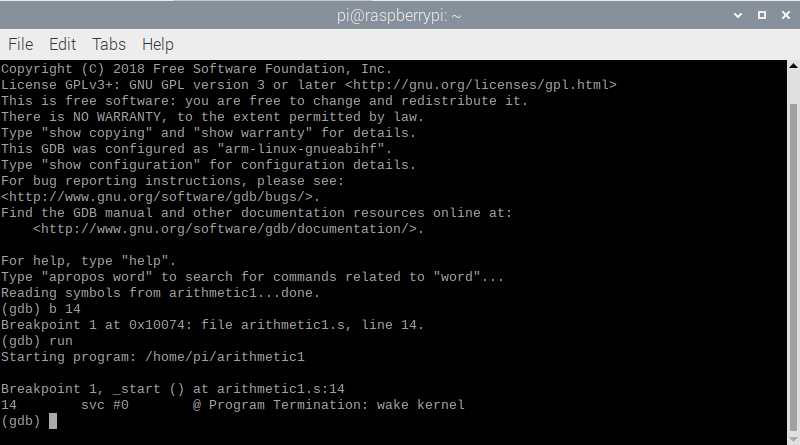 pi@raspberrypi: ~
File Edit Tabs Help
Copyright (C) 2018 Free Software Foundation, Inc.
License GPLv3+: GNU GPL version 3 or later <http://gnu.org/licenses/gpl.html>
This is free software: you are free to change and redistribute it.
There is NO WARRANTY, to the extent permitted by law.
Type "show copying" and "show warranty" for details.
This GDB was configured as "arm-linux-gnueabihf".
Type "show configuration" for configuration details.
For bug reporting instructions, please see:
<http://www.gnu.org/software/gdb/bugs/>.
Find the GDB manual and other documentation resources online at:
    <http://www.gnu.org/software/gdb/documentation/>.

For help, type "help".
Type "apropos word" to search for commands related to "word"...
Reading symbols from arithmetic1...done.
(gdb) b 14
Breakpoint 1 at 0x10074: file arithmetic1.s, line 14.
(gdb) run
Starting program: /home/pi/arithmetic1

Breakpoint 1, _start () at arithmetic1.s:14
14        svc #0        @ Program Termination: wake kernel
(gdb)